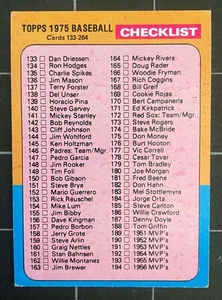 TOPPS 1975 BASEBALL
Cards 133-264
CHECKLIST
133 Dan Driessen
134 Ron Hodges
135 Charlie Spikes
136 Jim Mason
137 Terry Forster
138 Del Unser
139 Horacio Pina
140 Steve Garvey
141 Mickey Stanley
142 Bob Reynolds
143 Cliff Johnson
144 Jim Wohlford
145 Ken Holtzman
146 Padres: Team/Mgr.
147 Pedro Garcia
148 Jim Rooker
149 Tim Foli
150 Bob Gibson
151 Steve Brye
152 Mario Guerrero
153 Rick Reuschel
154 Mike Lum
155 Jim Bibby
156 Dave Kingman
157 Pedro Borbon
158 Jerry Grote
159 Steve Arlin
160 Graig Nettles
161 Stan Bahnsen
162 Willie Montanez
163 Jim Brewer
164 Mickey Rivers
165 Doug Rader
166 Woodie Fryman
167 Rich Coggins
168 Bill Greif
169 Cookie Rojas
170 Bert Campaneris
171 Ed Kirkpatrick
172 Red Sox: Team/Mgr.
173 Steve Rogers
174 Bake McBride
175 Don Money
176 Burt Hooton
177 Vic Correll
178 Cesar Tovar
179 Tom Bradley
180 Joe Morgan
181 Fred Beene
182 Don Hahn
183 Mel Stottlemyre
184 Jorge Orta
185 Steve Carlton
186 Willie Crawford
187 Denny Doyle
188 Tom Griffin
189 1951 MVP's
190 1952 MVP's
191 1953 MVP's
192 1954 MVP's
193 1955 MVP's
194 1956 MVP's